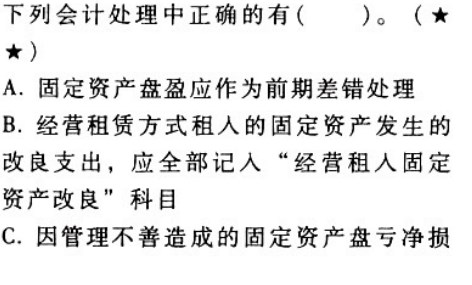 下列会计处理中正确的有(　　)。(★
★)
A. 固定资产盘盈应作为前期差错处理
B. 经营租赁方式租人的固定资产发生的
改良支出，应全部记入“经营租人固定
资产改良”科目
C. 因管理不善造成的固定资产盘亏净损